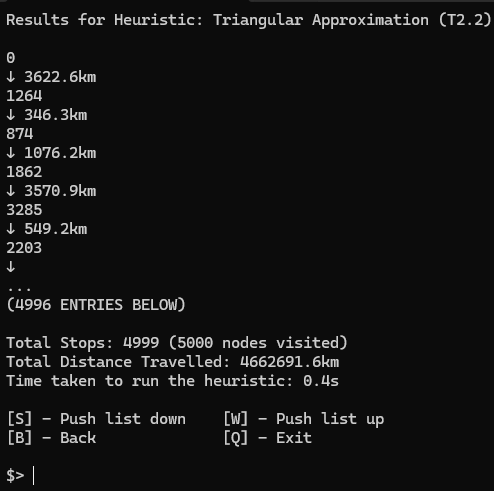 Results for Heuristic: Triangular Approximation (T2.2)
0
↓ 3622.6km
1264
↓ 346.3km
874
↓ 1076.2km
1862
↓ 3570.9km
3285
↓ 549.2km
2203
↓
...
(4996 ENTRIES BELOW)
Total Stops: 4999 (5000 nodes visited)
Total Distance Travelled: 4662691.6km
Time taken to run the heuristic: 0.4s
[S] - Push list down    [W] - Push list up
[B] - Back              [Q] - Exit
$>